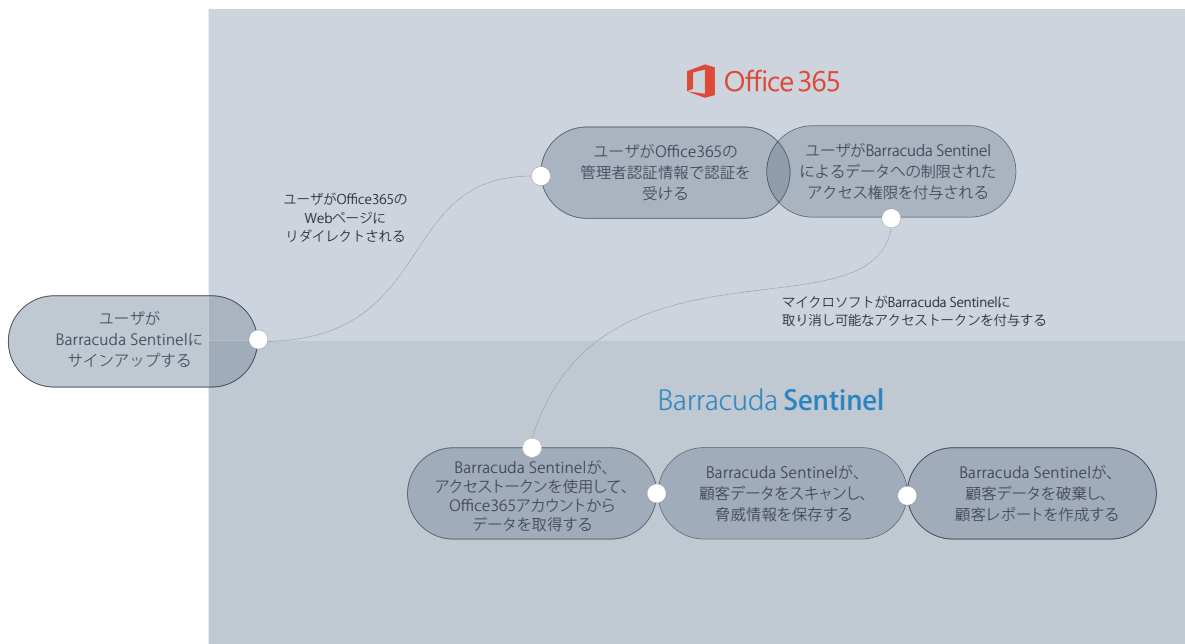 Office 365
ユーザがOffice365の
管理者認証情報で認証を
受ける
ユーザがBarracuda Sentinel
によるデータへの制限された
アクセス権限を付与される
ユーザがOffice365の
Webページに
リダイレクトされる
マイクロソフトがBarracuda Sentinelに
取り消し可能なアクセストークンを付与する
ユーザが
Barracuda Sentinelに
サインアップする
Barracuda Sentinel
Barracuda Sentinelが、
アクセストークンを使用して、
Office365アカウントから
データを取得する
Barracuda Sentinelが、
顧客データをスキャンし、
脅威情報を保存する
Barracuda Sentinelが、
顧客データを破棄し、
顧客レポートを作成する